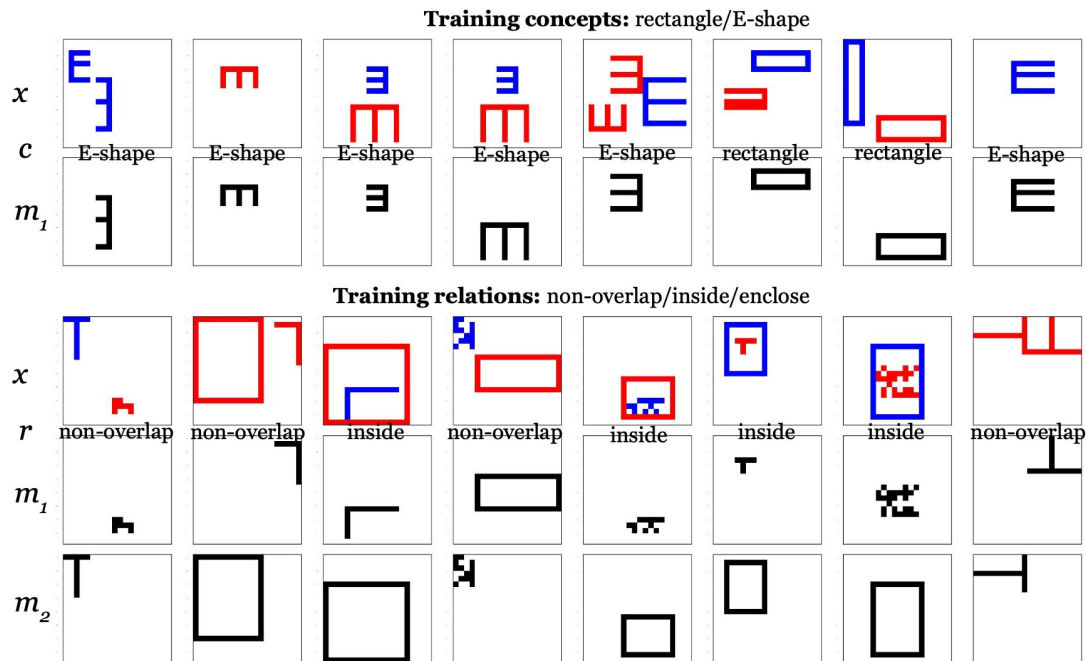 Training concepts: rectangle/E-shape
x
c
E-shape E-shape E-shape E-shape E-shape rectangle rectangle E-shape
m1
Training relations: non-overlap/inside/enclose
x
r
non-overlap non-overlap inside non-overlap inside inside inside non-overlap
m1
m2